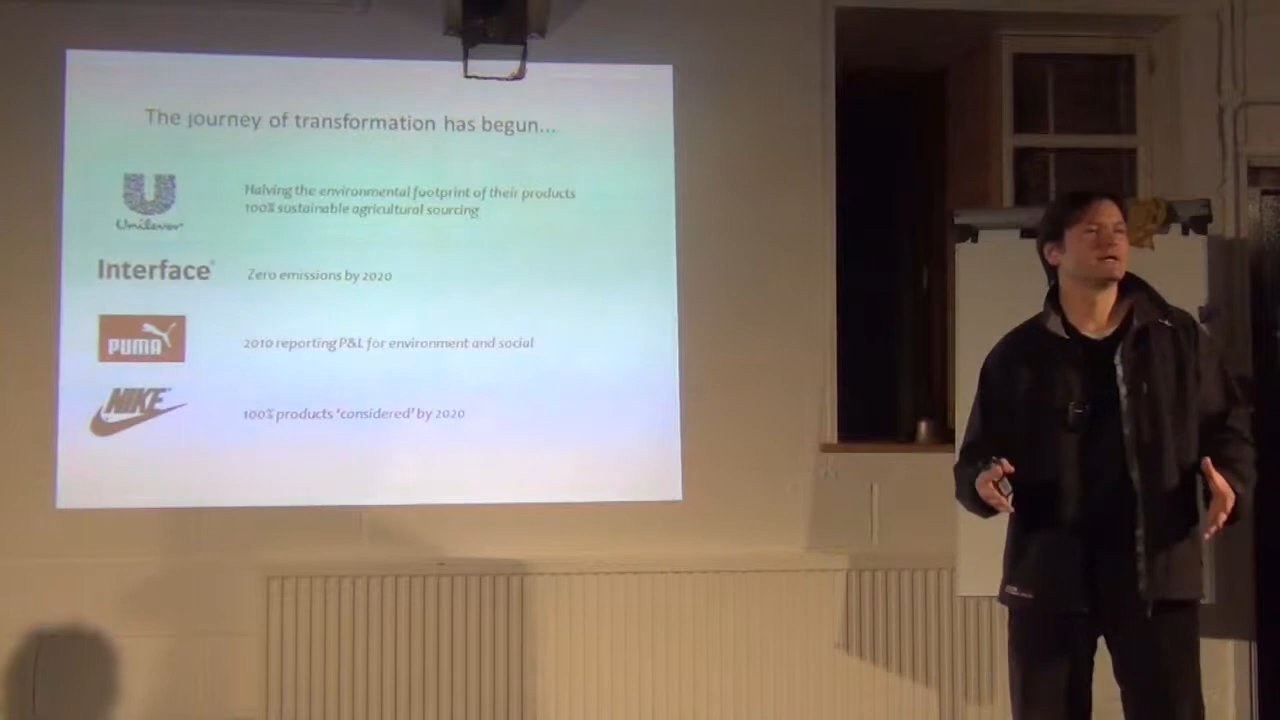 The journey of transformation has begun...
Unilever
Halving the environmental footprint of their products
100% sustainable agricultural sourcing
Interface®
Zero emissions by 2020
PUMA
2010 reporting P&L for environment and social
NIKE
100% products 'considered' by 2020